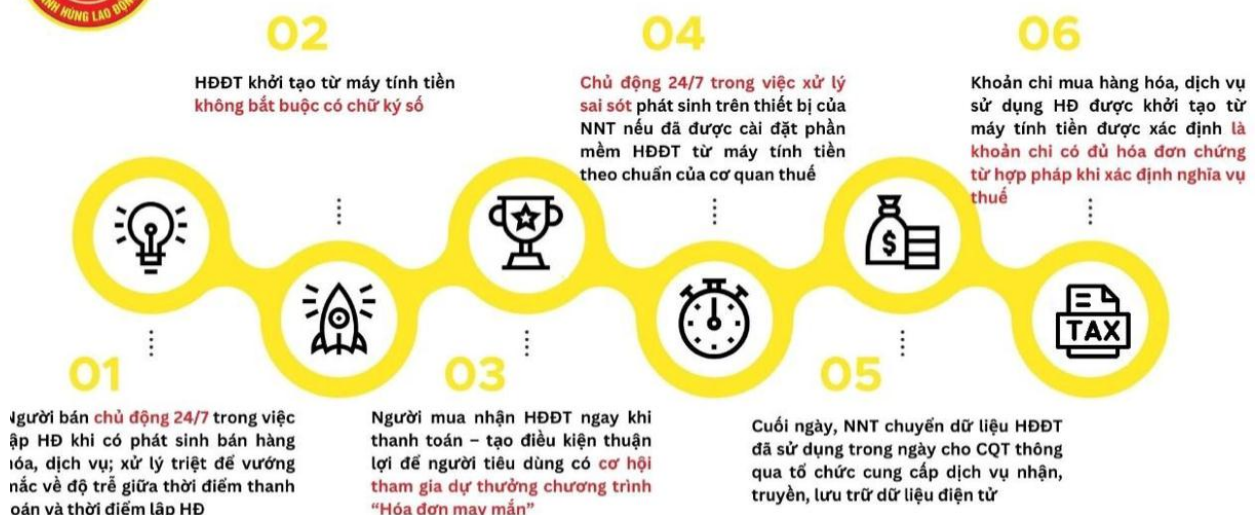 ANH HÙNG LAO ĐỘNG
02
HĐĐT khởi tạo từ máy tính tiền
không bắt buộc có chữ ký số
04
Chủ động 24/7 trong việc xử lý
sai sót phát sinh trên thiết bị của
NNT nếu đã được cài đặt phần
mềm HĐĐT từ máy tính tiền
theo chuẩn của cơ quan thuế
06
Khoản chi mua hàng hóa, dịch vụ
sử dụng HĐ được khởi tạo từ
máy tính tiền được xác định là
khoản chi có đủ hóa đơn chứng
từ hợp pháp khi xác định nghĩa vụ
thuế
$
TAX
01
bán chủ động 24/7 trong việc
HĐ khi có phát sinh bán hàng
dịch vụ; xử lý triệt để vướng
về độ trễ giữa thời điểm thanh
và thời điểm lập HĐ
03
Người mua nhận HĐĐT ngay khi
thanh toán – tạo điều kiện thuận
lợi để người tiêu dùng có cơ hội
tham gia dự thưởng chương trình
“Hóa đơn may mắn”
05
Cuối ngày, NNT chuyển dữ liệu HĐĐT
đã sử dụng trong ngày cho CQT thông
qua tổ chức cung cấp dịch vụ nhận,
truyền, lưu trữ dữ liệu điện tử